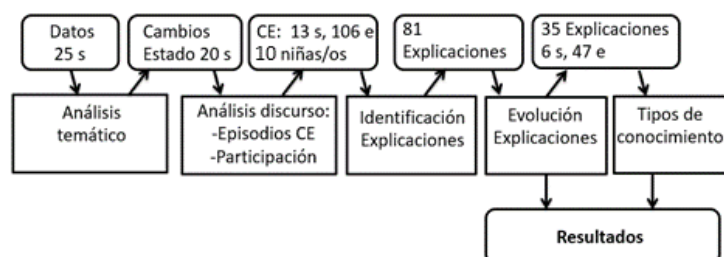 Datos
25 s
Cambios
Estado 20 s
CE: 13 s, 106 e
10 niñas/os
81
Explicaciones
35 Explicaciones
6 s, 47 e
Análisis
temático
Análisis discurso:
-Episodios CE
-Participación
Identificación
Explicaciones
Evolución
Explicaciones
Tipos de
conocimiento
Resultados